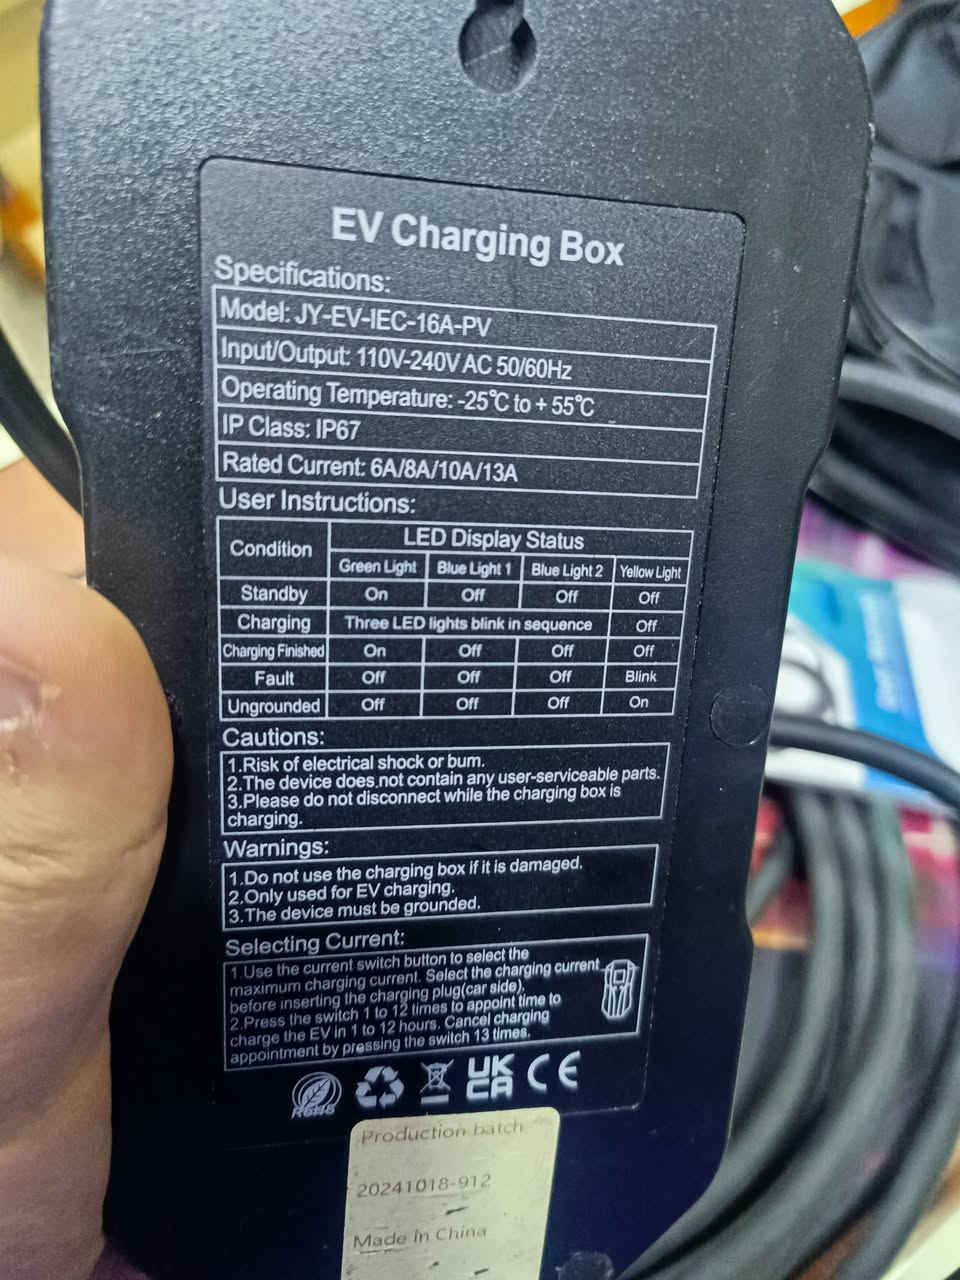 EV Charging Box
Specifications:
Model: JY-EV-IEC-16A-PV
Input/Output: 110V-240V AC 50/60Hz
Operating Temperature: -25℃ to + 55℃
IP Class: IP67
Rated Current: 6A/8A/10A/13A
User Instructions:
Condition
LED Display Status
Green Light Blue Light 1 Blue Light 2 Yellow Light
Standby On Off Off Off
Charging Three LED lights blink in sequence Off
Charging Finished On Off Off Off
Fault Off Off Off Blink
Ungrounded Off Off Off On
Cautions:
1.Risk of electrical shock or burn.
2.The device does not contain any user-serviceable parts.
3.Please do not disconnect while the charging box is
charging.
Warnings:
1.Do not use the charging box if it is damaged.
2.Only used for EV charging.
3.The device must be grounded.
Selecting Current:
1.Use the current switch button to select the
maximum charging current. Select the charging current
before inserting the charging plug(car side).
2.Press the switch 1 to 12 times to appoint time to
charge the EV in 1 to 12 hours. Cancel charging
appointment by pressing the switch 13 times.
RoHS UK CA CE
Production batch
20241018-912
Made in China